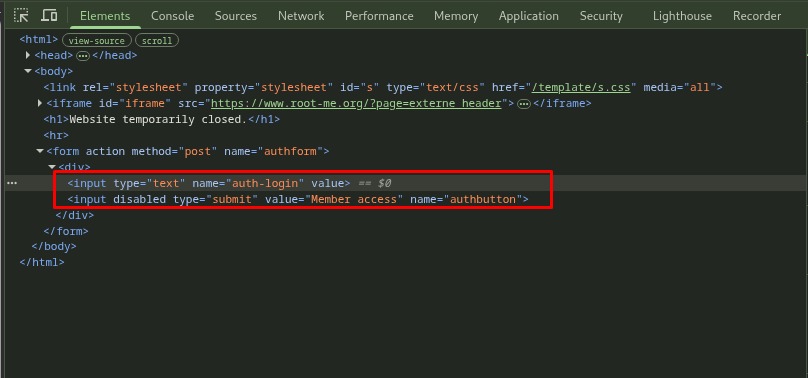 Elements Console Sources Network Performance Memory Application Security Lighthouse Recorder
<html> view-source scroll
<head> … </head>
<body>
<link rel="stylesheet" property="stylesheet" id="s" type="text/css" href="/template/s.css" media="all">
<iframe id="iframe" src="https://www.root-me.org/?page=externe_header"> … </iframe>
<h1>Website temporarily closed.</h1>
<hr>
<form action method="post" name="authform">
<div>
… <input type="text" name="auth-login" value> == $0
<input disabled type="submit" value="Member access" name="authbutton">
</div>
</form>
</body>
</html>